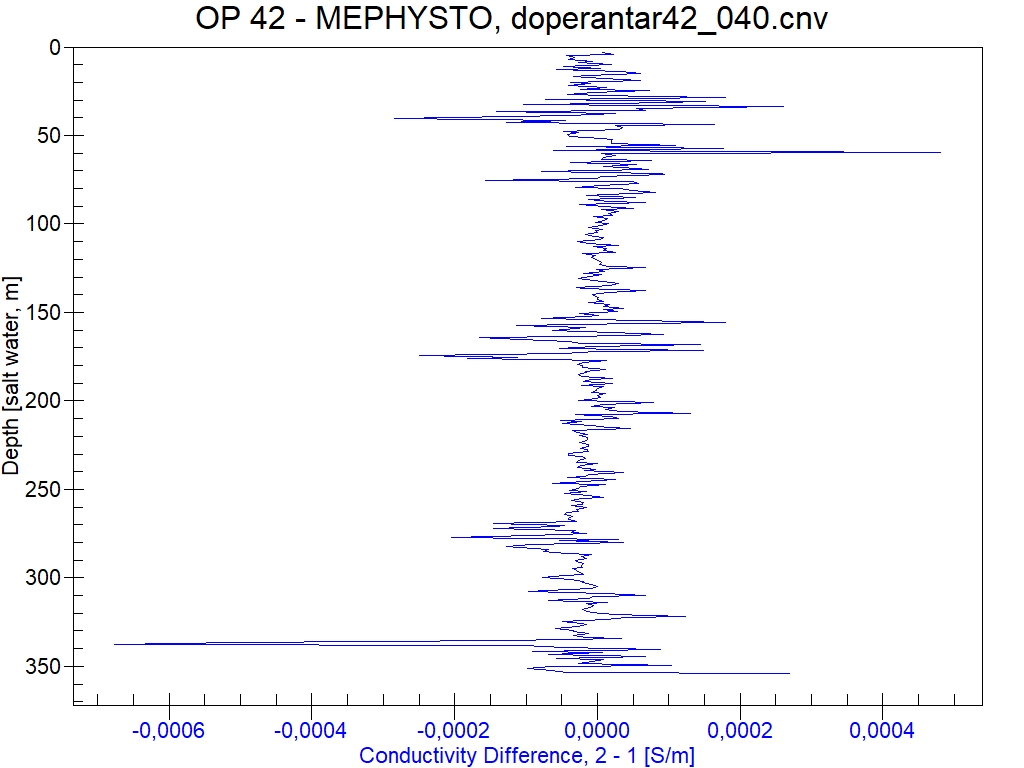 OP 42 - MEPHYSTO, doperantar42_040.cnv
0
50
100
150
200
250
300
350
Depth [salt water, m]
-0,0006 -0,0004 -0,0002 0,0000 0,0002 0,0004
Conductivity Difference, 2 - 1 [S/m]